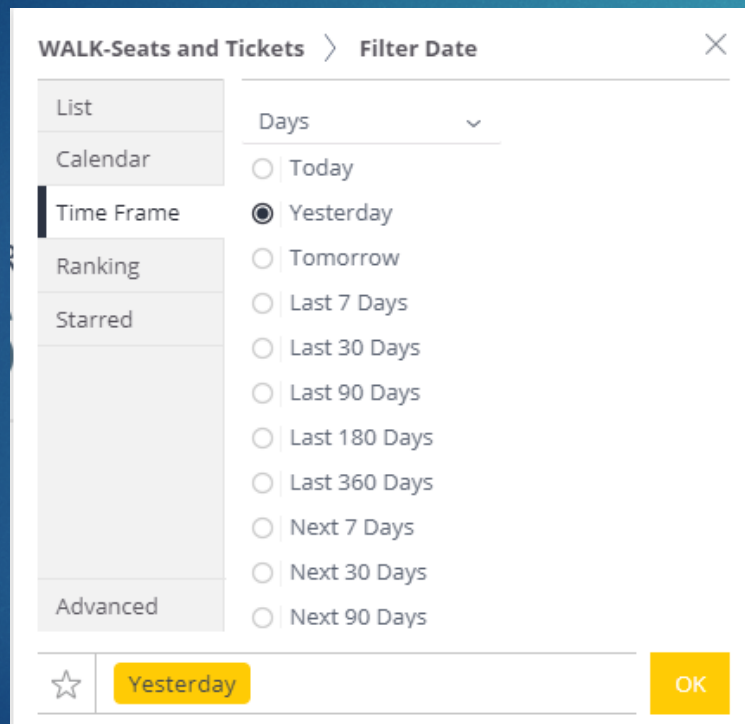 WALK-Seats and Tickets > Filter Date
List
Calendar
Time Frame
Ranking
Starred
Advanced
Days
Today
Yesterday
Tomorrow
Last 7 Days
Last 30 Days
Last 90 Days
Last 180 Days
Last 360 Days
Next 7 Days
Next 30 Days
Next 90 Days
Yesterday
OK